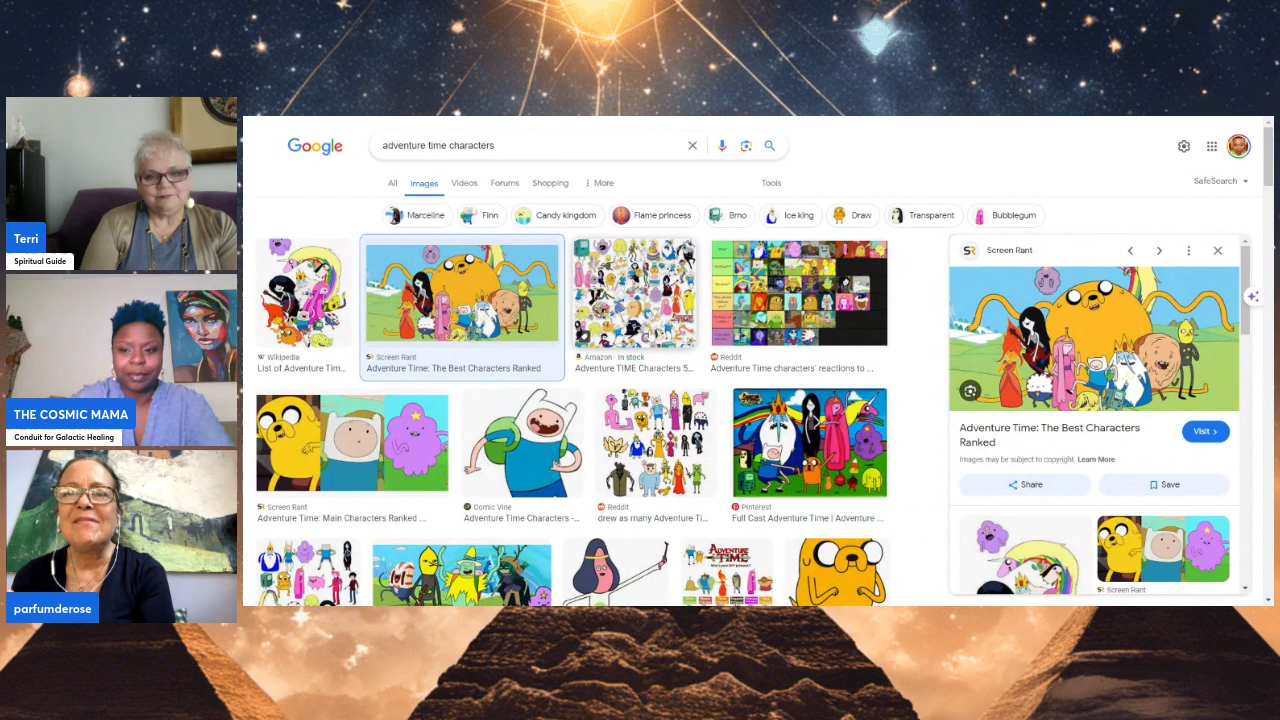 Terri
Spiritual Guide
THE COSMIC MAMA
Conduit for Galactic Healing
parfumderose
Google
adventure time characters
All
Images
Videos
Forums
Shopping
More
Tools
SafeSearch
Marceline
Finn
Candy kingdom
Flame princess
Bmo
Ice king
Draw
Transparent
Bubblegum
Wikipedia
List of Adventure Tim...
Screen Rant
Adventure Time: The Best Characters Ranked
Amazon · In stock
Adventure TIME Characters 5...
Reddit
Adventure Time characters' reactions to ...
Screen Rant
Adventure Time: Main Characters Ranked ...
Comic Vine
Adventure Time Characters -...
Reddit
drew as many Adventure Ti...
Pinterest
Full Cast Adventure Time | Adventure ...
ADVENTURE TIME
Screen Rant
Adventure Time: The Best Characters
Ranked
Visit >
Images may be subject to copyright. Learn More
Share
Save
Screen Rant